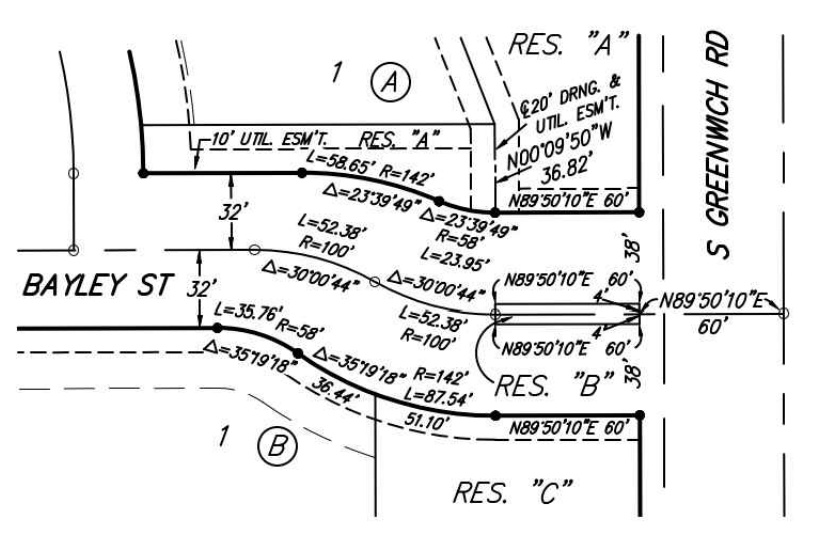 RES. "A"
S GREENWICH RD
1 A
℄20' DRNG. &
UTIL. ESM'T.
10' UTIL. ESM'T.
RES. "A"
N00°09'50"W
36.82'
L=58.65' R=142'
Δ=23°39'49"
N89°50'10"E 60'
Δ=23°39'49"
R=58'
L=23.95'
32'
L=52.38'
R=100'
38'
Δ=30°00'44"
Δ=30°00'44"
N89°50'10"E 60'
BAYLEY ST
32'
4'
N89°50'10"E
60'
L=35.76' R=58'
L=52.38'
R=100'
4'
Δ=35°19'18"
Δ=35°19'18"
N89°50'10"E 60'
38'
R=142'
L=87.54'
RES. "B"
36.44'
51.10'
N89°50'10"E 60'
1 B
RES. "C"